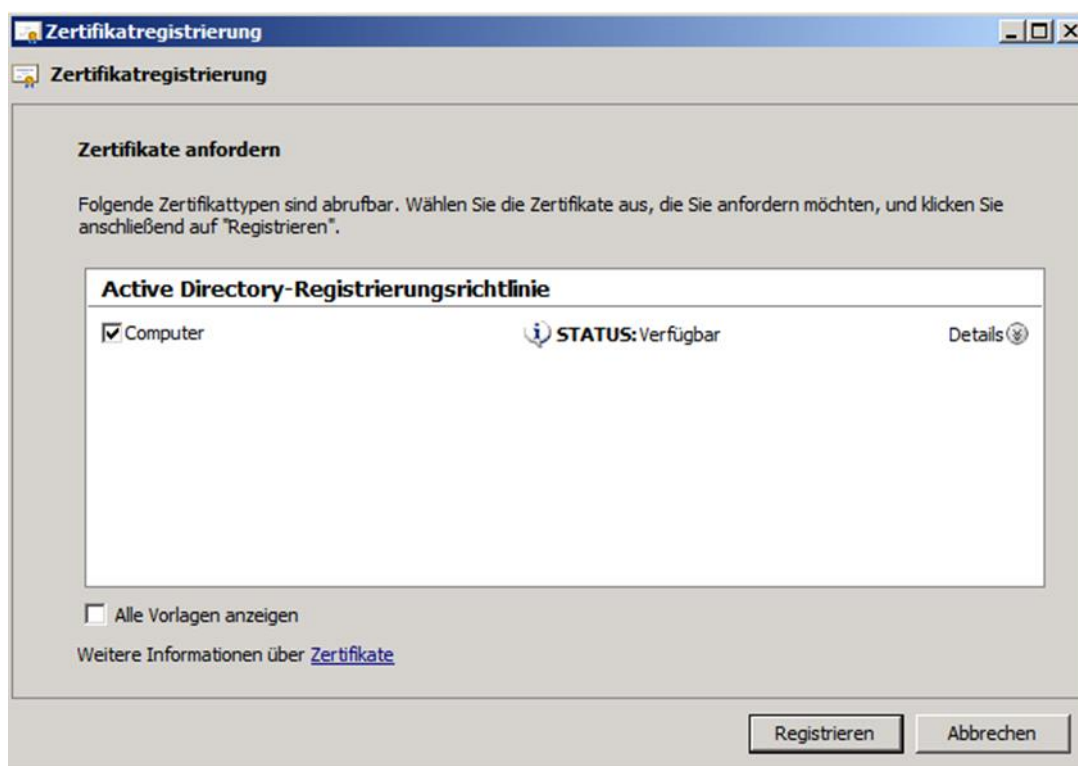 Zertifikatregistrierung
Zertifikatregistrierung
Zertifikate anfordern
Folgende Zertifikattypen sind abrufbar. Wählen Sie die Zertifikate aus, die Sie anfordern möchten, und klicken Sie
anschließend auf "Registrieren".
Active Directory-Registrierungsrichtlinie
Computer STATUS: Verfügbar Details
Alle Vorlagen anzeigen
Weitere Informationen über Zertifikate
Registrieren Abbrechen